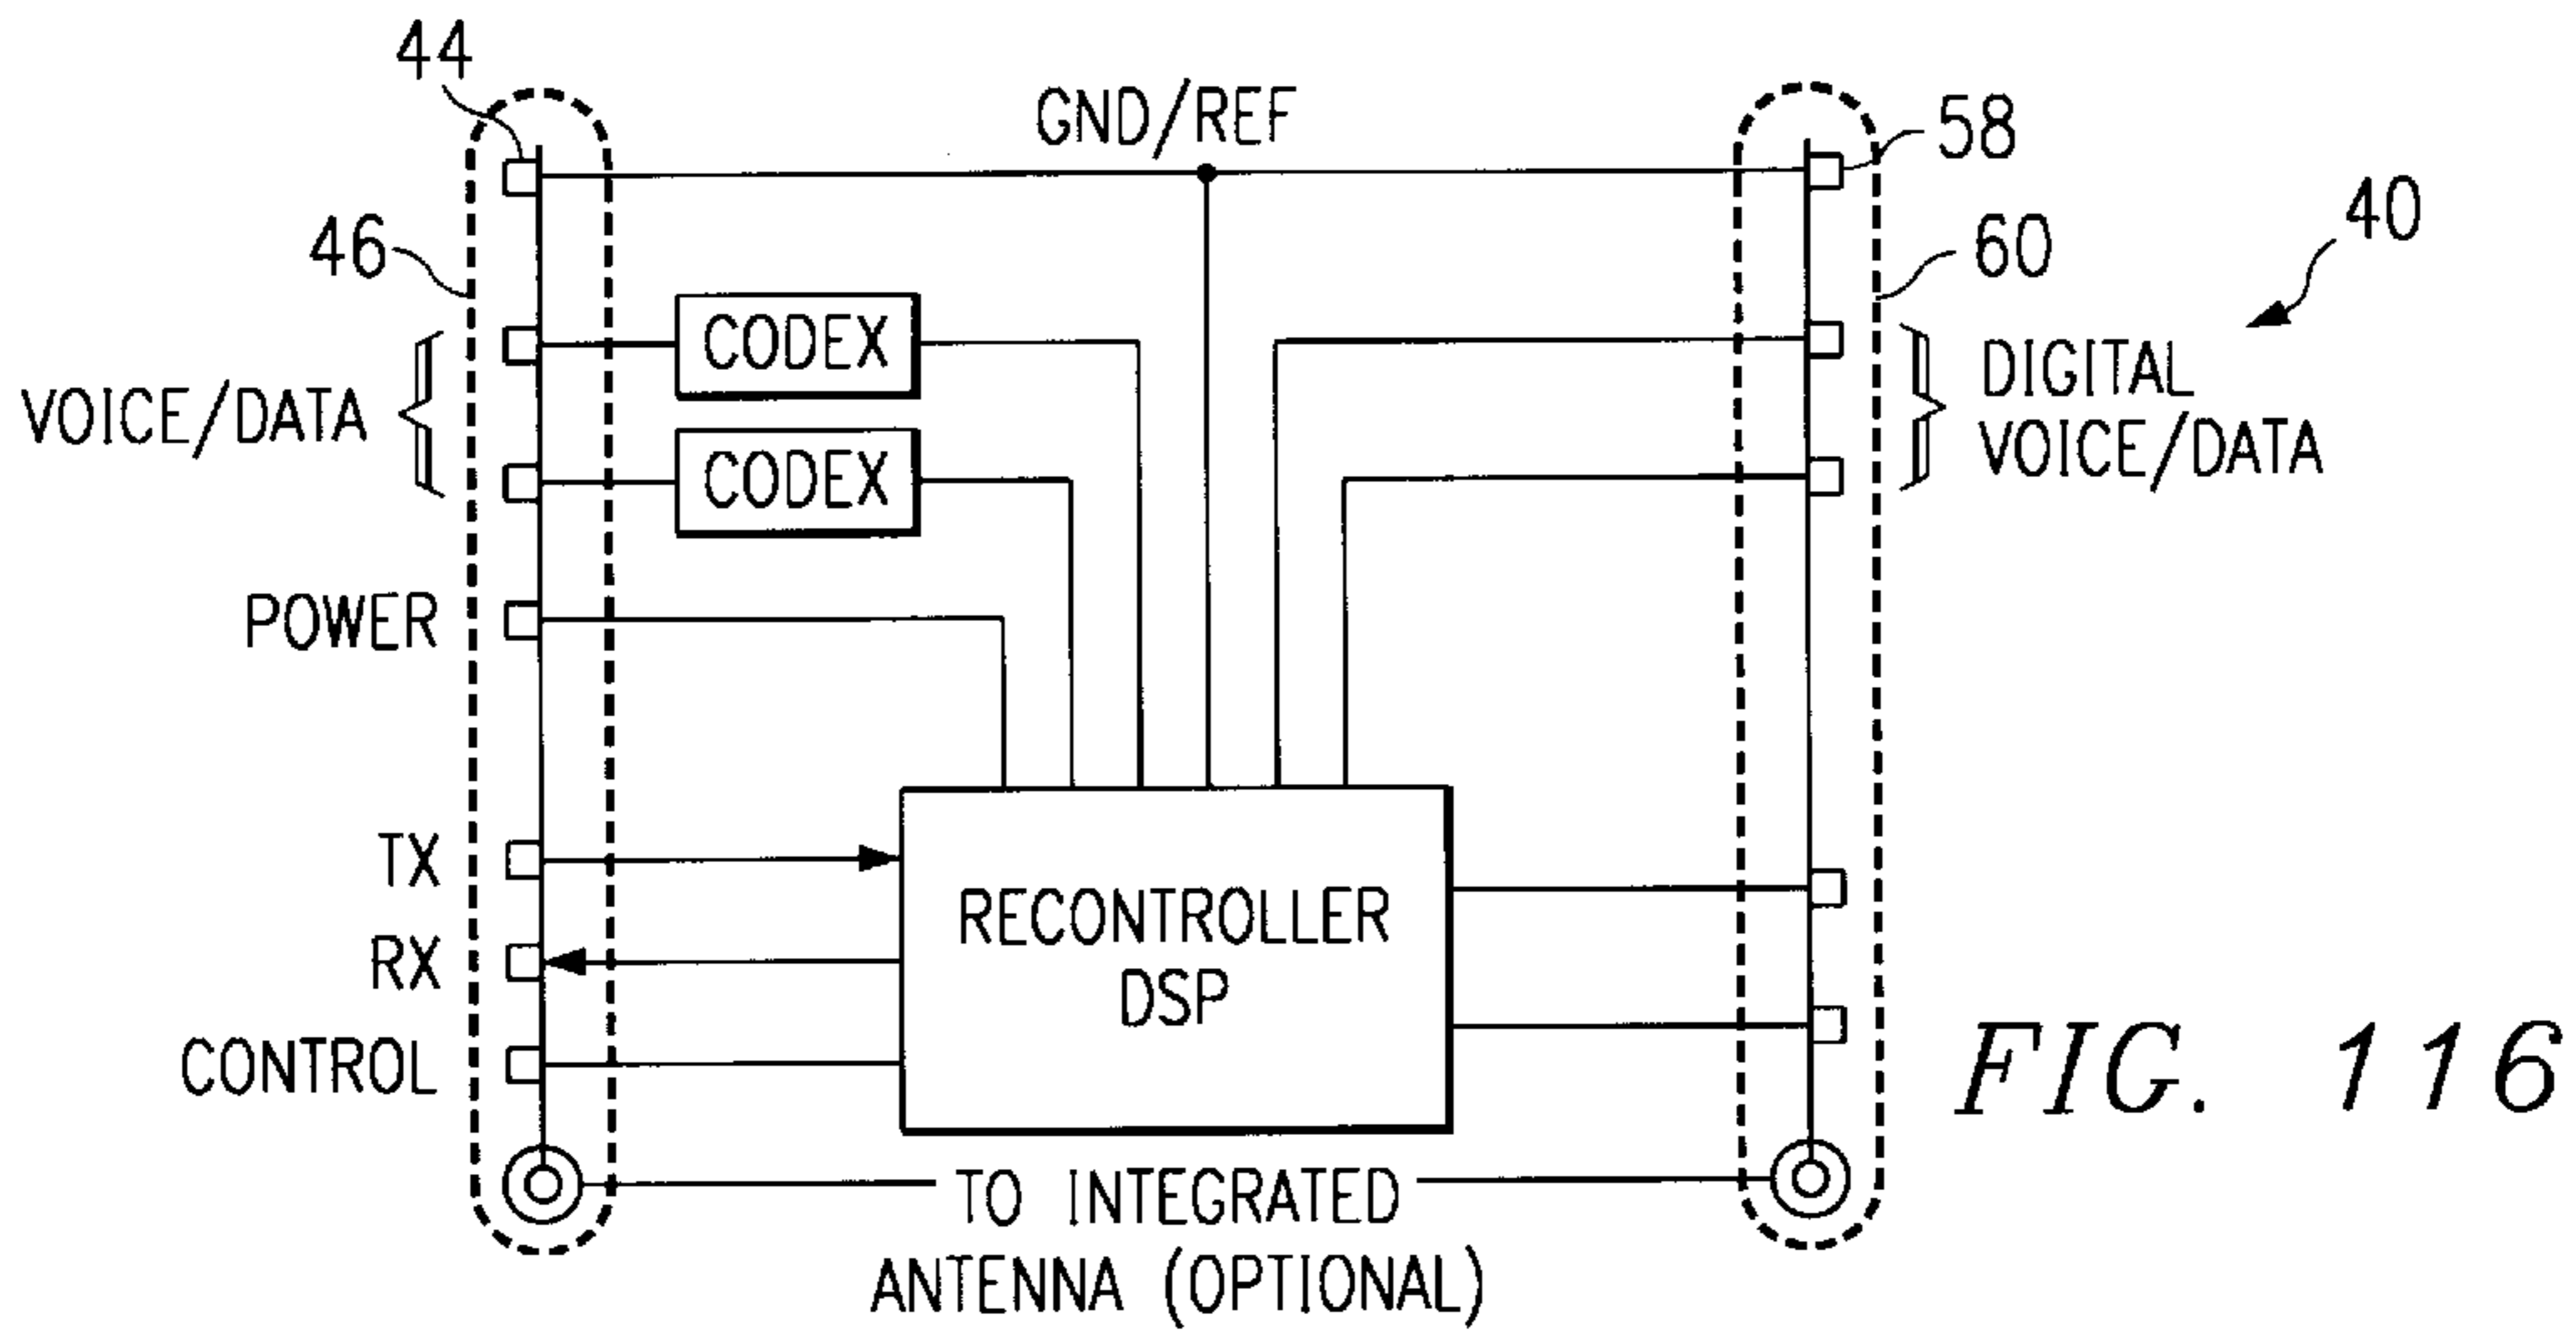 44
GND/REF
58
46
40
60
CODEX
VOICE/DATA
CODEX
DIGITAL
VOICE/DATA
POWER
TX
RX
CONTROL
RECONTROLLER
DSP
FIG. 116
TO INTEGRATED
ANTENNA (OPTIONAL)